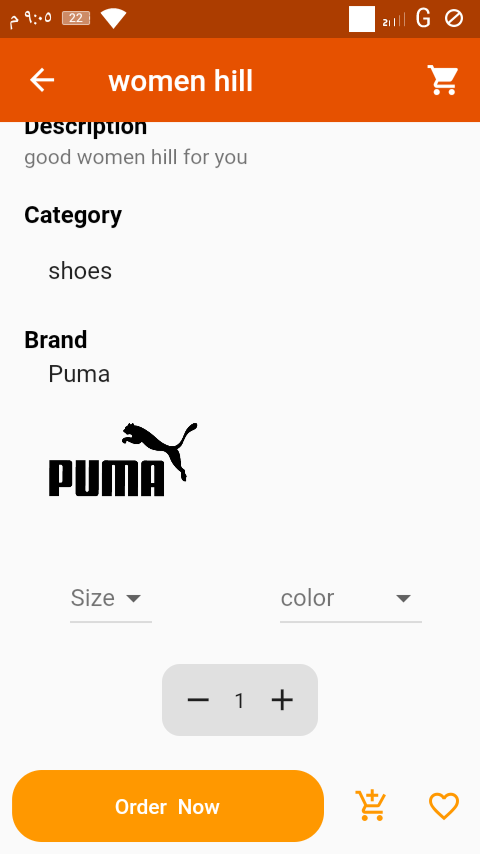 ٩:٠٥ م
22
G
women hill
Description
good women hill for you
Category
shoes
Brand
Puma
PUMA
Size
color
1
Order Now